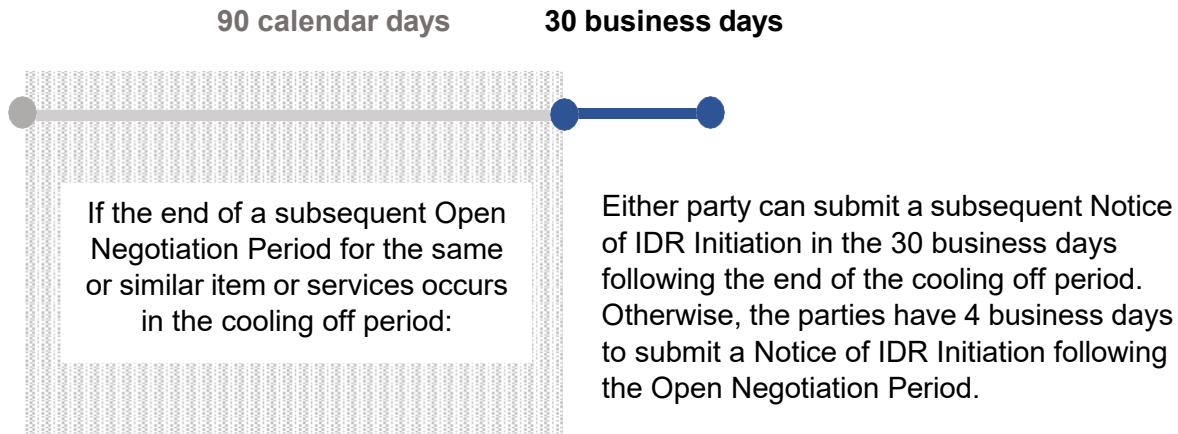 90 calendar days
30 business days
If the end of a subsequent Open
Negotiation Period for the same
or similar item or services occurs
in the cooling off period:
Either party can submit a subsequent Notice
of IDR Initiation in the 30 business days
following the end of the cooling off period.
Otherwise, the parties have 4 business days
to submit a Notice of IDR Initiation following
the Open Negotiation Period.